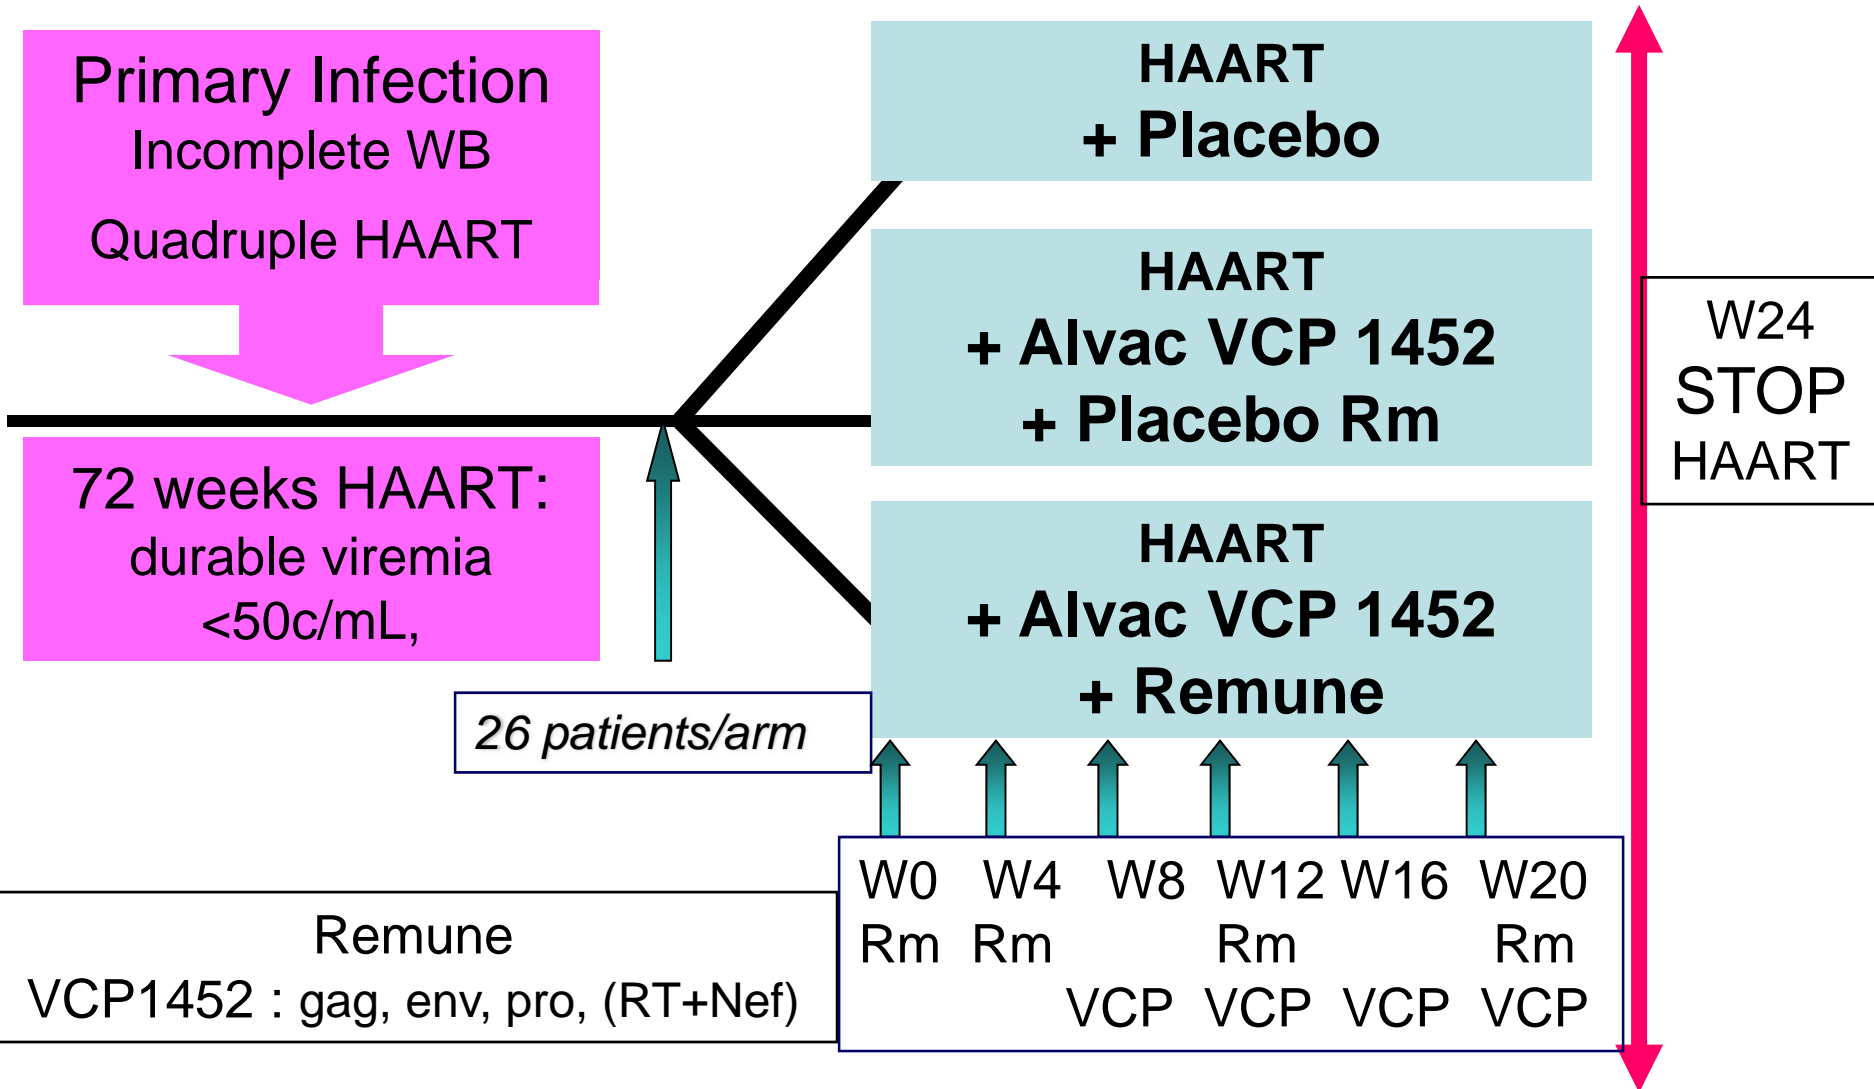 Primary Infection
Incomplete WB
Quadruple HAART
72 weeks HAART:
durable viremia
<50c/mL,
26 patients/arm
HAART
+ Placebo
HAART
+ Alvac VCP 1452
+ Placebo Rm
HAART
+ Alvac VCP 1452
+ Remune
W24
STOP
HAART
W0 W4 W8 W12 W16 W20
Rm Rm Rm Rm
VCP VCP VCP VCP
Remune
VCP1452 : gag, env, pro, (RT+Nef)